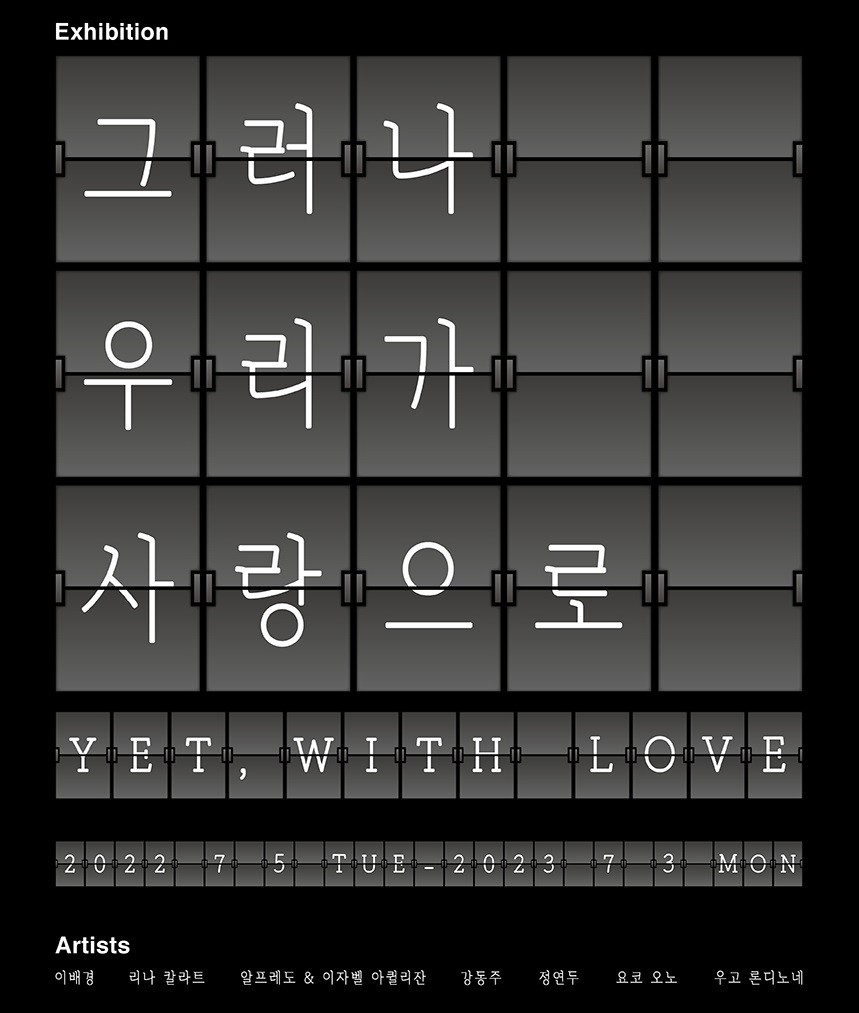 Exhibition
그러나
우리가
사랑으로
YET, WITH LOVE
2022 7 5 TUE-2023 7 3 MON
Artists
이배경 리나 칼라트 알프레도 & 이자벨 아퀼리잔 강동주 정연두 요코 오노 우고 론디노네